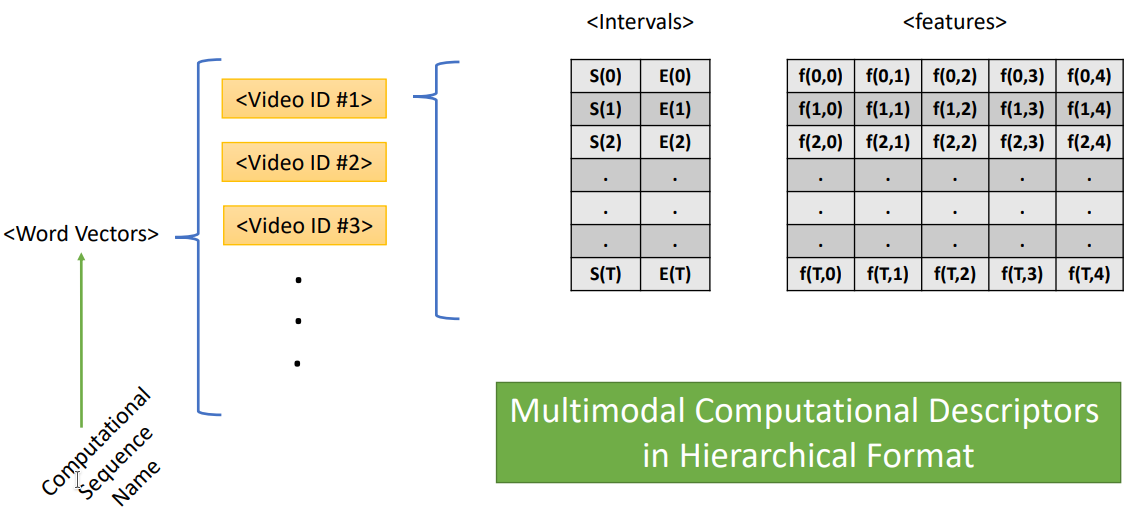 <Intervals> <features>
S(0) E(0) f(0,0) f(0,1) f(0,2) f(0,3) f(0,4)
<Video ID #1>
S(1) E(1) f(1,0) f(1,1) f(1,2) f(1,3) f(1,4)
S(2) E(2) f(2,0) f(2,1) f(2,2) f(2,3) f(2,4)
<Video ID #2>
. . . . . . .
. . . . . . .
<Video ID #3>
<Word Vectors>
. . . . . . .
S(T) E(T) f(T,0) f(T,1) f(T,2) f(T,3) f(T,4)
.
.
.
Computational
Sequence
Name
Multimodal Computational Descriptors
in Hierarchical Format